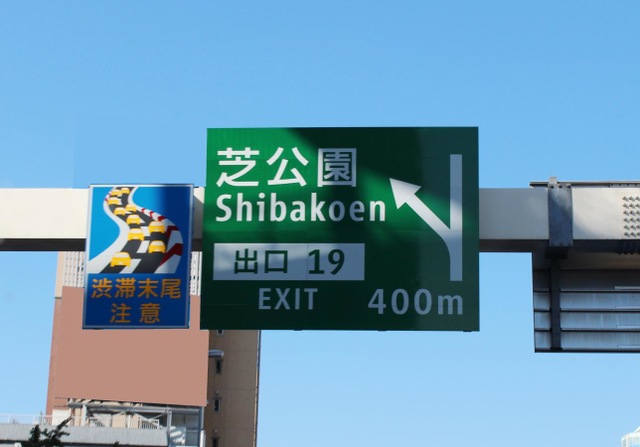 芝公園
Shibakoen
出口 19
EXIT
400m
渋滞末尾
注意